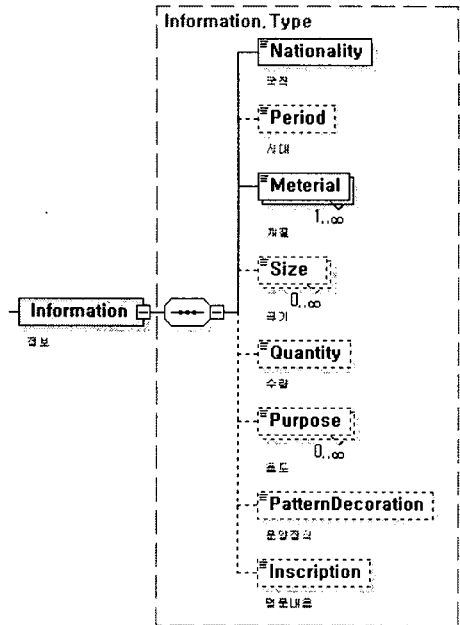 Information, Type
Nationality
국적
Period
시대
Meterial
1..∞
재질
Size
0..∞
크기
Information
정보
Quantity
수량
Purpose
0..∞
용도
PatternDecoration
문양장식
Inscription
명문내용